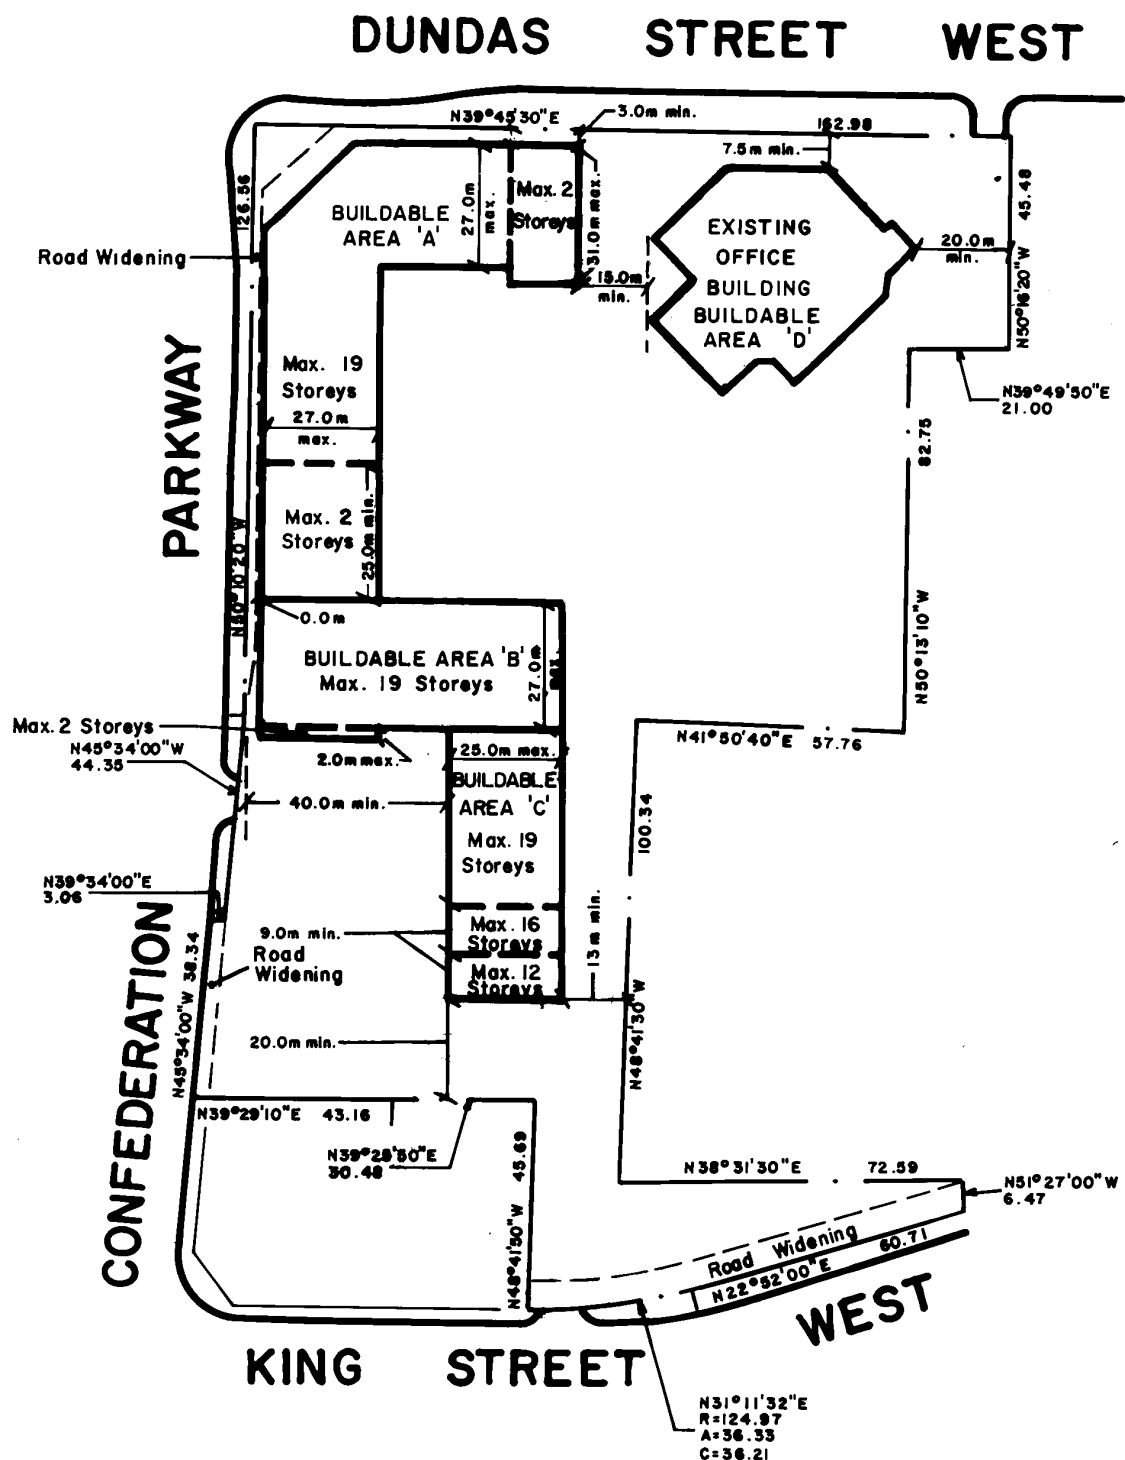 DUNDAS STREET WEST
N39°45'30"E
3.0m min.
162.98
7.5m min.
126.56
27.0m
max.
Max. 2
Storeys
31.0m max.
BUILDABLE
AREA 'A'
EXISTING
OFFICE
BUILDING
BUILDABLE
AREA 'D'
45.48
20.0m
min.
N50°16'20"W
Road Widening
15.0m
min.
PARKWAY
Max. 19
Storeys
27.0m
max.
N39°49'50"E
21.00
82.75
Max. 2
Storeys
25.0m min.
N50°10'20"W
0.0m
N50°13'10"W
BUILDABLE AREA 'B'
Max. 19 Storeys
27.0m
max.
Max. 2 Storeys
N45°34'00"W
44.35
2.0m max.
25.0m max.
N41°50'40"E 57.76
BUILDABLE
AREA 'C'
40.0m min.
Max. 19
Storeys
100.34
N39°34'00"E
3.06
9.0m min.
Max. 16
Storeys
13m min.
Road
Widening
Max. 12
Storeys
N45°34'00"W 38.34
CONFEDERATION
20.0m min.
N48°41'30"W
N39°29'10"E 43.16
N39°28'50"E
30.48
45.69
N48°41'50"W
N38°31'30"E 72.59
N51°27'00"W
6.47
Road Widening
60.71
N22°52'00"E
KING STREET WEST
N31°11'32"E
R=124.97
A=36.33
C=36.21